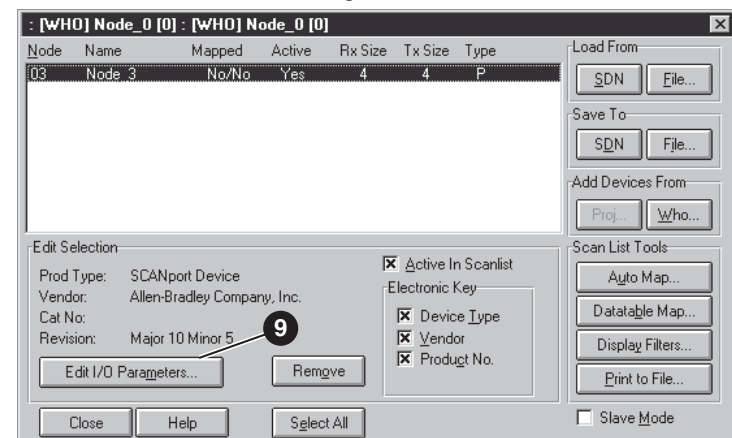 : [WHO] Node_0 [0] : [WHO] Node_0 [0]
Node Name Mapped Active Rx Size Tx Size Type
03 Node_3 No/No Yes 4 4 P
Load From
SDN File...
Save To
SDN File...
Add Devices From
Proj... Who...
Edit Selection
Prod Type: SCANport Device
Vendor: Allen-Bradley Company, Inc.
Cat No:
Revision: Major 10 Minor 5
9
Edit I/O Parameters... Remove
Active In Scanlist
Electronic Key
Device Type
Vendor
Product No.
Scan List Tools
Auto Map...
Datatable Map...
Display Filters...
Print to File...
Close Help Select All
Slave Mode